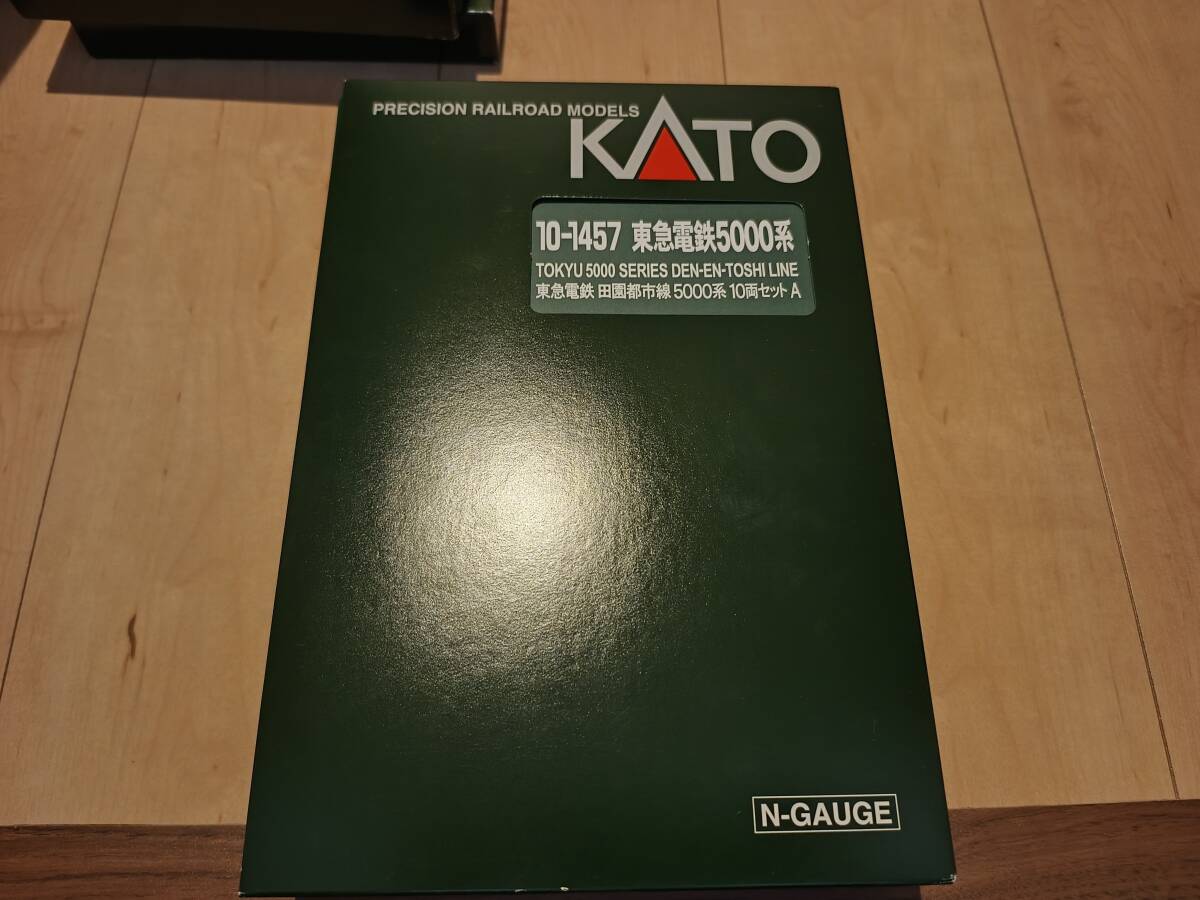 PRECISION RAILROAD MODELS
KATO
10-1457 東急電鉄5000系
TOKYU 5000 SERIES DEN-EN-TOSHI LINE
東急電鉄 田園都市線 5000系 10両セット A
N-GAUGE